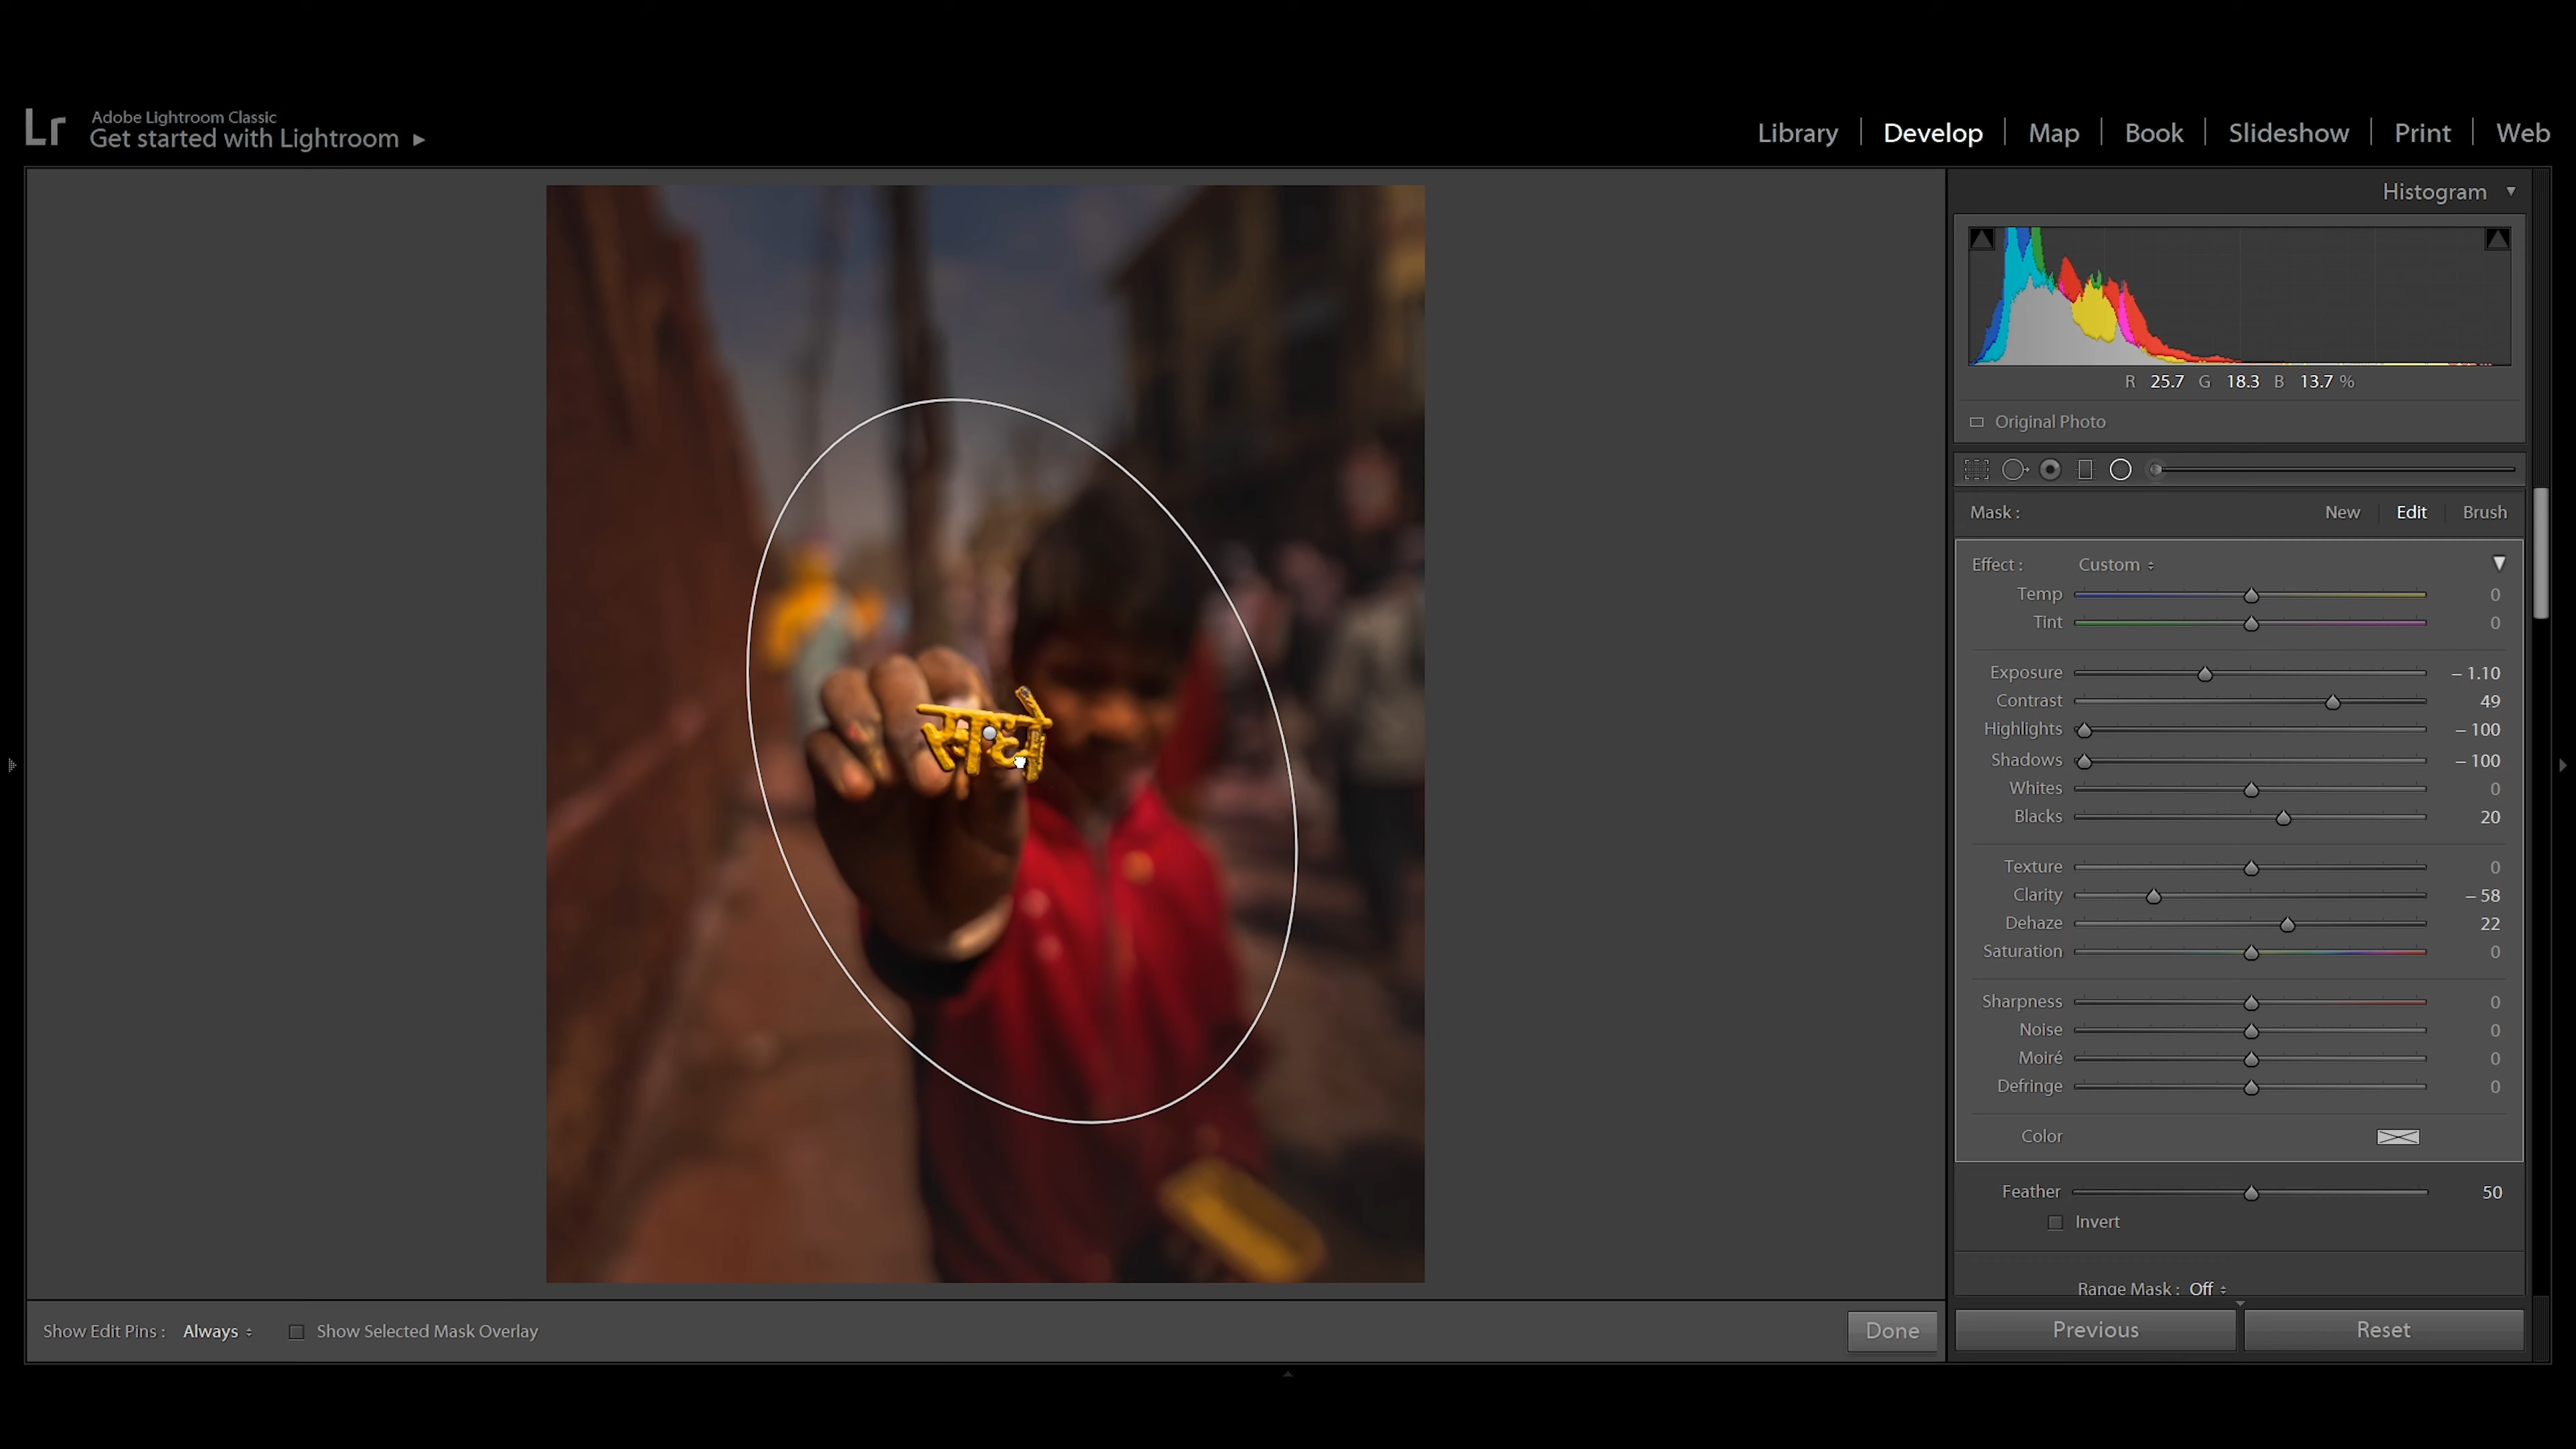 Adobe Lightroom Classic
Get started with Lightroom ▶
Library | Develop | Map | Book | Slideshow | Print | Web
Histogram ▼
R 25.7 G 18.3 B 13.7 %
Original Photo
Mask : New | Edit | Brush
Effect : Custom
Temp 0
Tint 0
Exposure – 1.10
Contrast 49
Highlights – 100
Shadows – 100
Whites 0
Blacks 20
Texture 0
Clarity – 58
Dehaze 22
Saturation 0
Sharpness 0
Noise 0
Moiré 0
Defringe 0
Color
Feather 50
Invert
Range Mask : Off
Show Edit Pins : Always
Show Selected Mask Overlay
Done
Previous
Reset